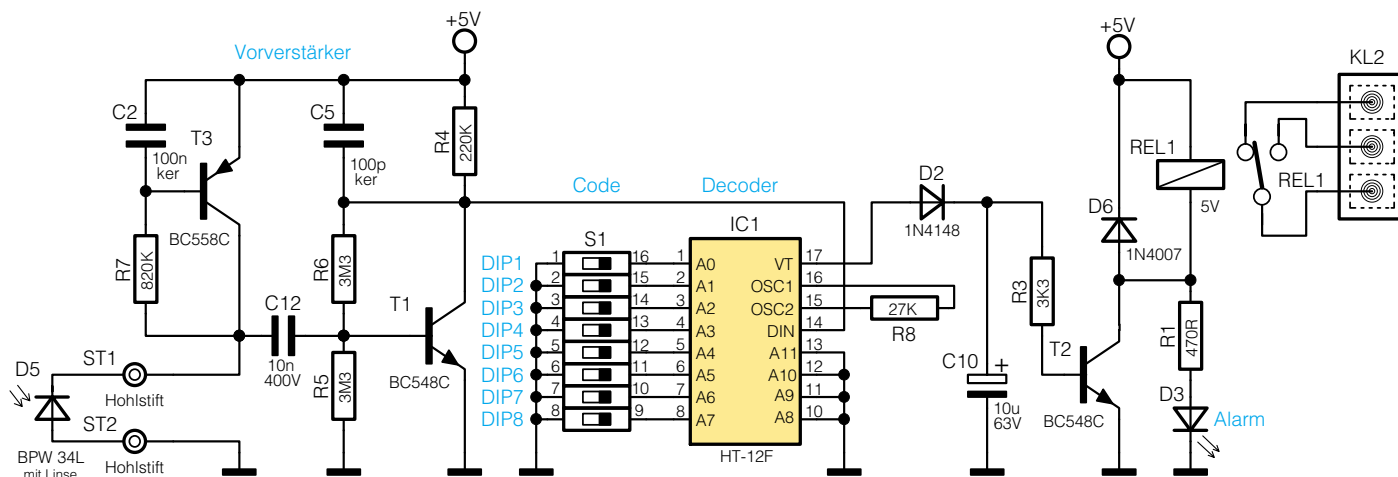 Vorverstärker
+5V
+5V
KL2
C2
100n
ker
T3
BC558C
C5
100p
ker
R4
220K
R7
820K
R6
3M3
C12
10n
400V
R5
3M3
T1
BC548C
D5
ST1
Hohlstift
ST2
Hohlstift
BPW 34L
mit Linse
Code
Decoder
S1
IC1
DIP1 1 16 1 A0
DIP2 2 15 2 A1
DIP3 3 14 3 A2
DIP4 4 13 4 A3
DIP5 5 12 5 A4
DIP6 6 11 6 A5
DIP7 7 10 7 A6
DIP8 8 9 8 A7
VT 17
OSC1 16
OSC2 15
DIN 14
A11 13
A10 12
A9 11
A8 10
HT-12F
27K
R8
D2
1N4148
C10
+
10u
63V
R3
3K3
T2
BC548C
D6
1N4007
REL1
5V
REL1
R1
470R
D3
Alarm